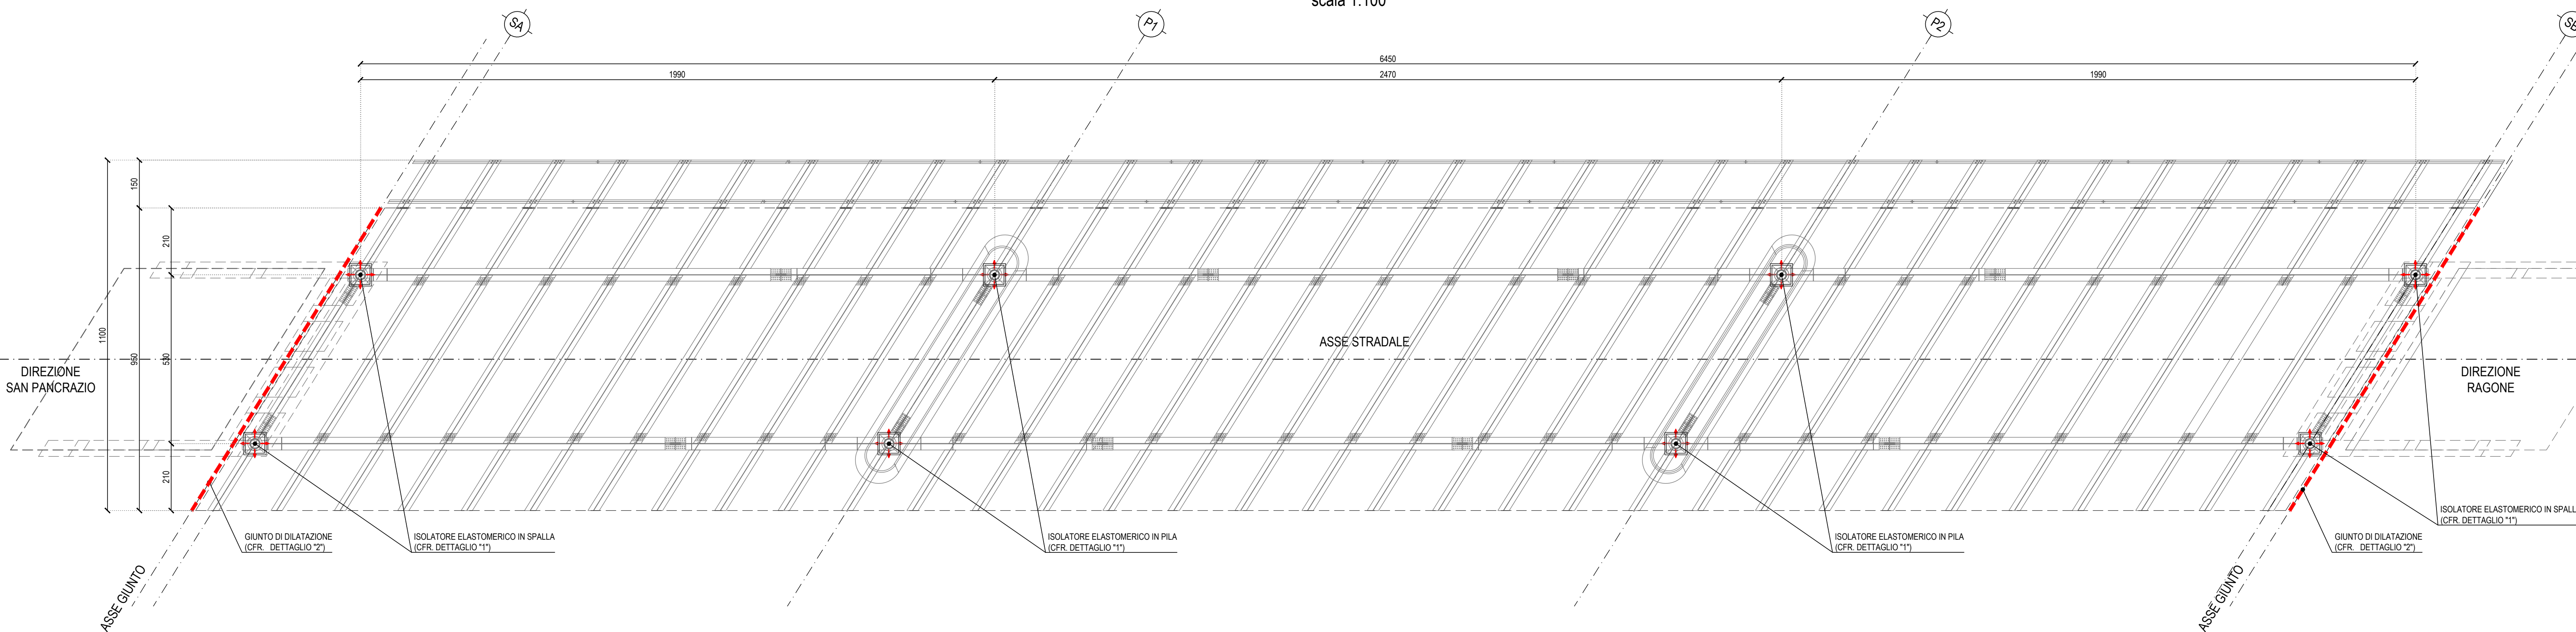 scala 1:100
SA
P1
P2
6450
1990
2470
1990
150
210
1100
950
530
210
ASSE STRADALE
DIREZIONE
SAN PANCRAZIO
DIREZIONE
RAGONE
GIUNTO DI DILATAZIONE
(CFR. DETTAGLIO "2")
ISOLATORE ELASTOMERICO IN SPALLA
(CFR. DETTAGLIO "1")
ISOLATORE ELASTOMERICO IN PILA
(CFR. DETTAGLIO "1")
ISOLATORE ELASTOMERICO IN PILA
(CFR. DETTAGLIO "1")
GIUNTO DI DILATAZIONE
(CFR. DETTAGLIO "2")
ISOLATORE ELASTOMERICO IN SPALL
(CFR. DETTAGLIO "1")
ASSE GIUNTO
ASSE GIUNTO